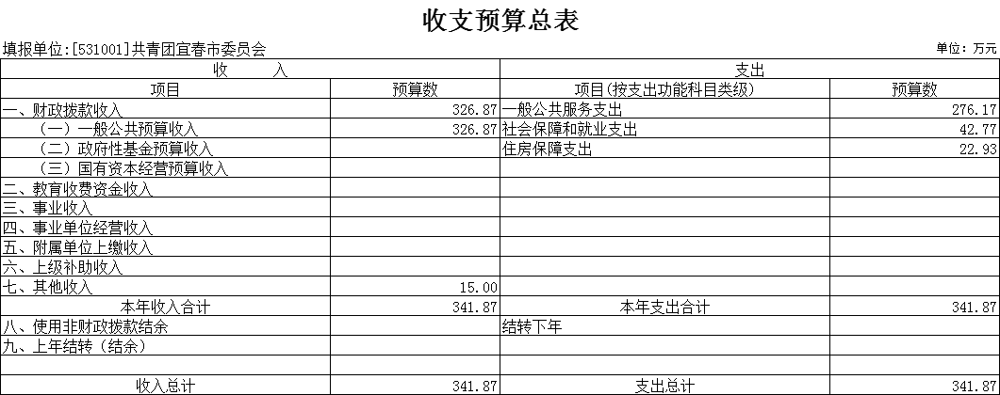 收支预算总表
填报单位:[531001]共青团宜春市委员会 单位：万元
收 入 支出
项目 预算数 项目(按支出功能科目类级) 预算数
一、财政拨款收入 326.87 一般公共服务支出 276.17
（一）一般公共预算收入 326.87 社会保障和就业支出 42.77
（二）政府性基金预算收入 住房保障支出 22.93
（三）国有资本经营预算收入
二、教育收费资金收入
三、事业收入
四、事业单位经营收入
五、附属单位上缴收入
六、上级补助收入
七、其他收入 15.00
本年收入合计 341.87 本年支出合计 341.87
八、使用非财政拨款结余 结转下年
九、上年结转（结余）
收入总计 341.87 支出总计 341.87